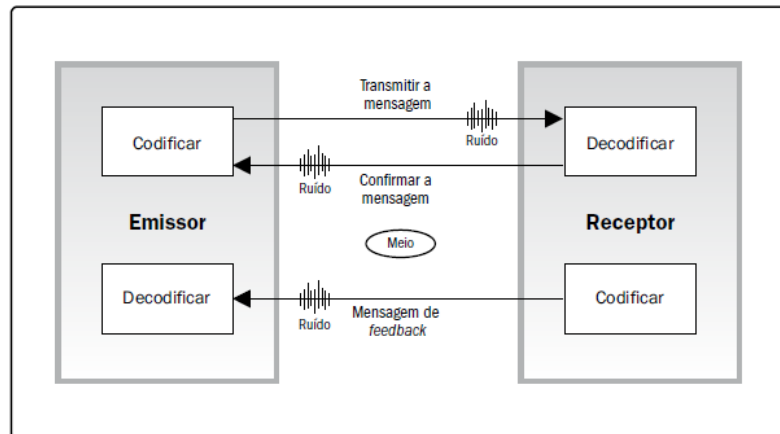 Transmitir a
mensagem
Codificar
Ruído
Decodificar
Ruído
Confirmar a
mensagem
Emissor
Meio
Receptor
Decodificar
Ruído
Mensagem de
feedback
Codificar